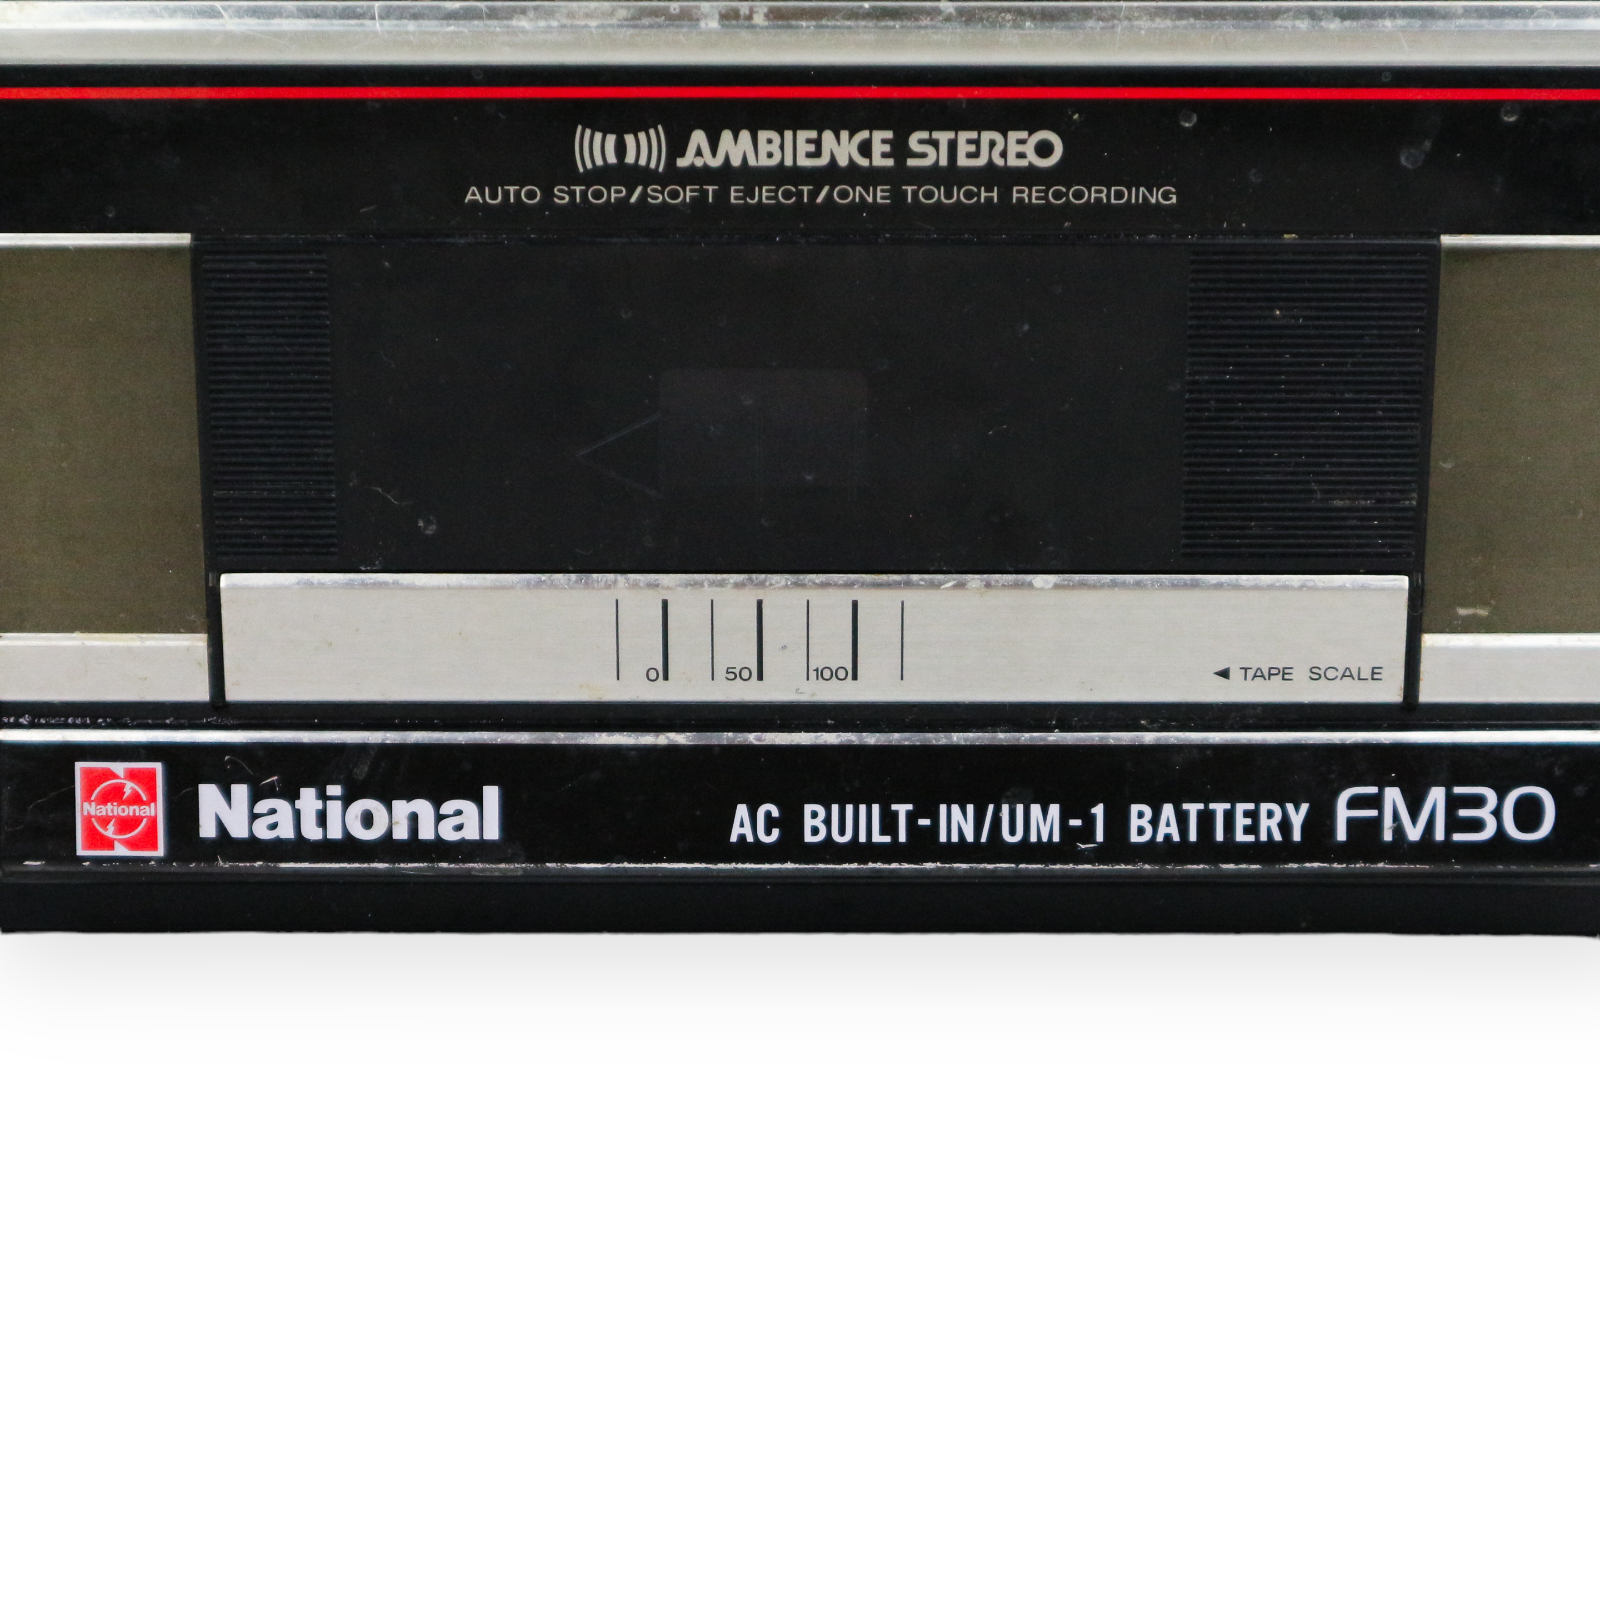 AMBIENCE STEREO
AUTO STOP/SOFT EJECT/ONE TOUCH RECORDING
0 50 100 ◄ TAPE SCALE
National National AC BUILT-IN/UM-1 BATTERY FM30